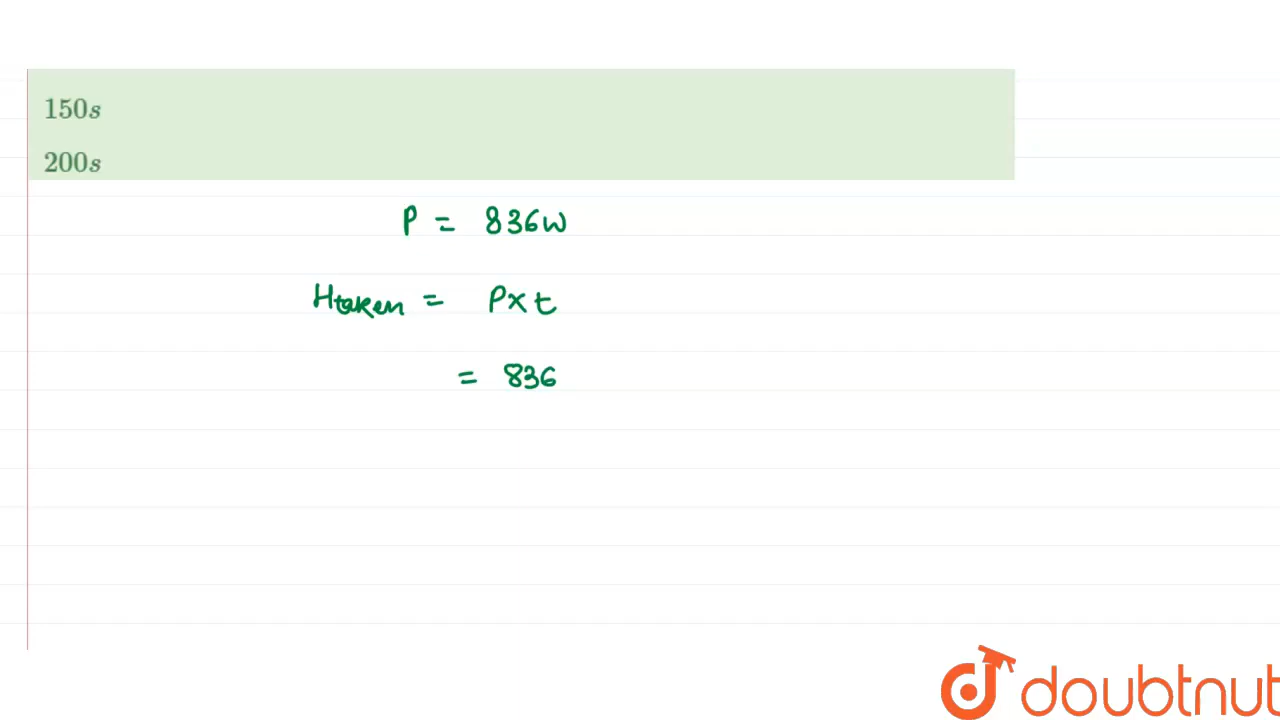 150s
200s
P = 836W
Htaken = P×t
= 836
doubtnut